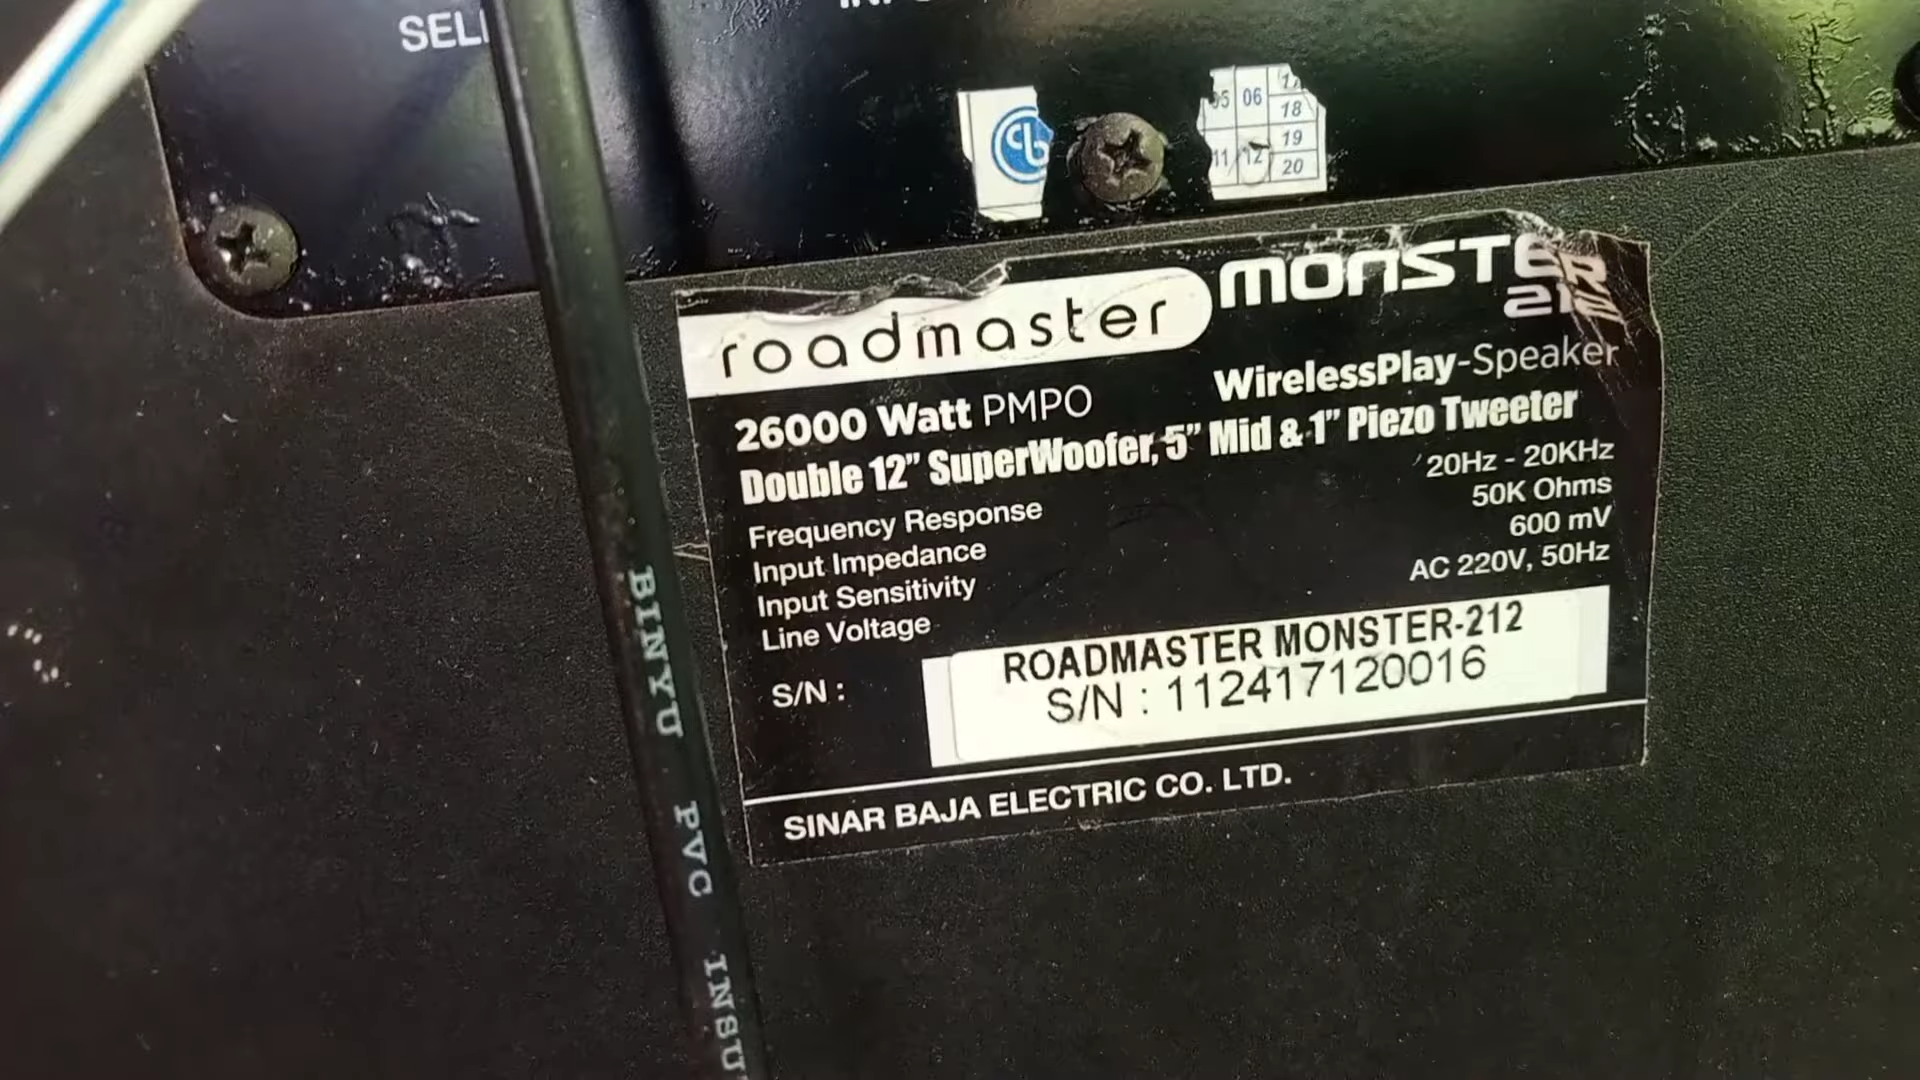 SEL
05 06 17
18
19
11 12 20
roadmaster MONSTER
212
26000 Watt PMPO WirelessPlay-Speaker
Double 12" SuperWoofer, 5" Mid & 1" Piezo Tweeter
Frequency Response 20Hz - 20KHz
Input Impedance 50K Ohms
Input Sensitivity 600 mV
Line Voltage AC 220V, 50Hz
S/N :
ROADMASTER MONSTER-212
S/N : 112417120016
SINAR BAJA ELECTRIC CO. LTD.
BINYU PVC INSU